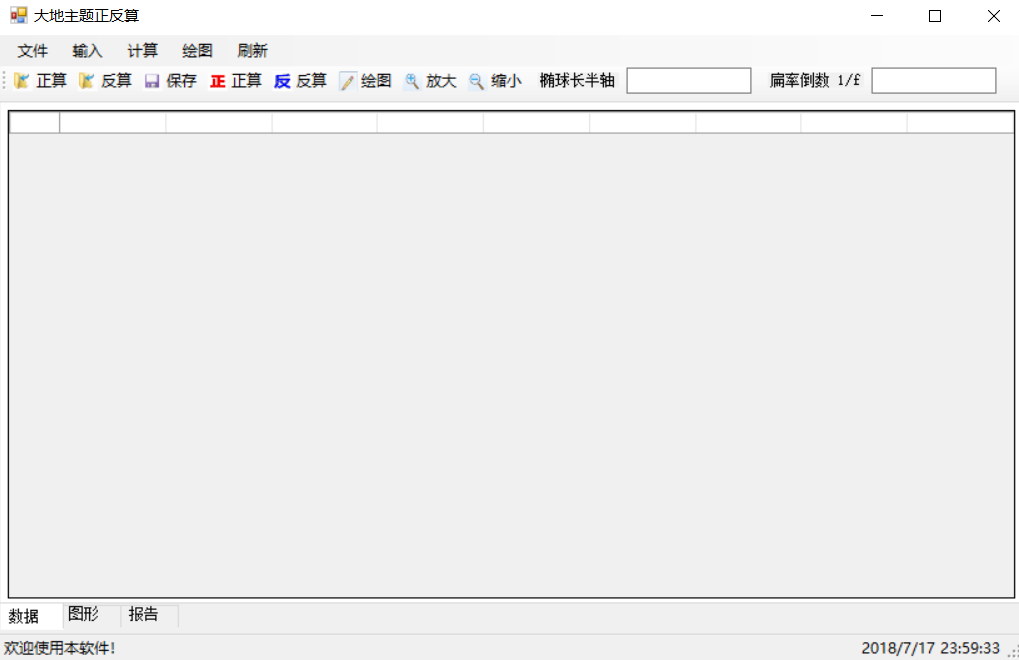 大地主题正反算
文件 输入 计算 绘图 刷新
正算 反算 保存 正 正算 反 反算 绘图 放大 缩小 椭球长半轴 扁率倒数 1/f
数据 图形 报告
欢迎使用本软件! 2018/7/17 23:59:33